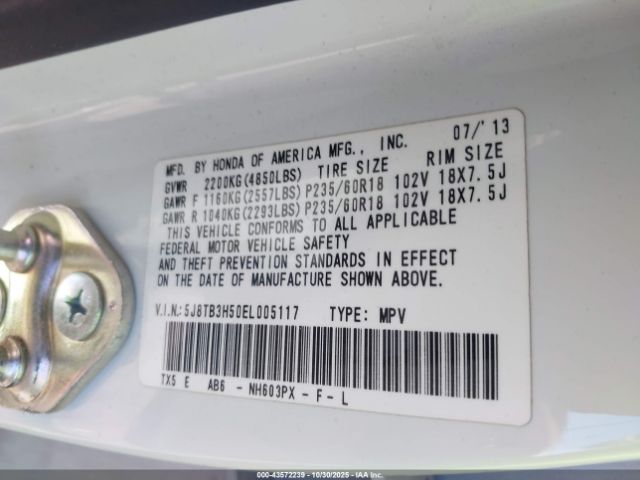 MFD. BY HONDA OF AMERICA MFG., INC. 07/'13
GVWR 2200KG(4850LBS) TIRE SIZE RIM SIZE
GAWR F 1160KG(2557LBS) P235/60R18 102V 18X7.5J
GAWR R 1040KG(2293LBS) P235/60R18 102V 18X7.5J
THIS VEHICLE CONFORMS TO ALL APPLICABLE
FEDERAL MOTOR VEHICLE SAFETY
AND THEFT PREVENTION STANDARDS IN EFFECT
ON THE DATE OF MANUFACTURE SHOWN ABOVE.
V.I.N.:5J8TB3H50EL005117 TYPE: MPV
TX5 E AB6 - NH603PX - F - L
©00-43572239 - 10/30/2025 - IAA Inc.